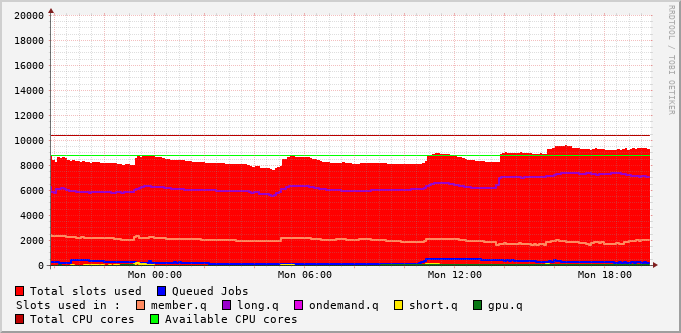 20000
18000
16000
14000
12000
10000
8000
6000
4000
2000
0
Mon 00:00 Mon 06:00 Mon 12:00 Mon 18:00
Total slots used Queued Jobs
Slots used in : member.q long.q ondemand.q short.q gpu.q
Total CPU cores Available CPU cores
RRDTOOL / TOBI OETIKER